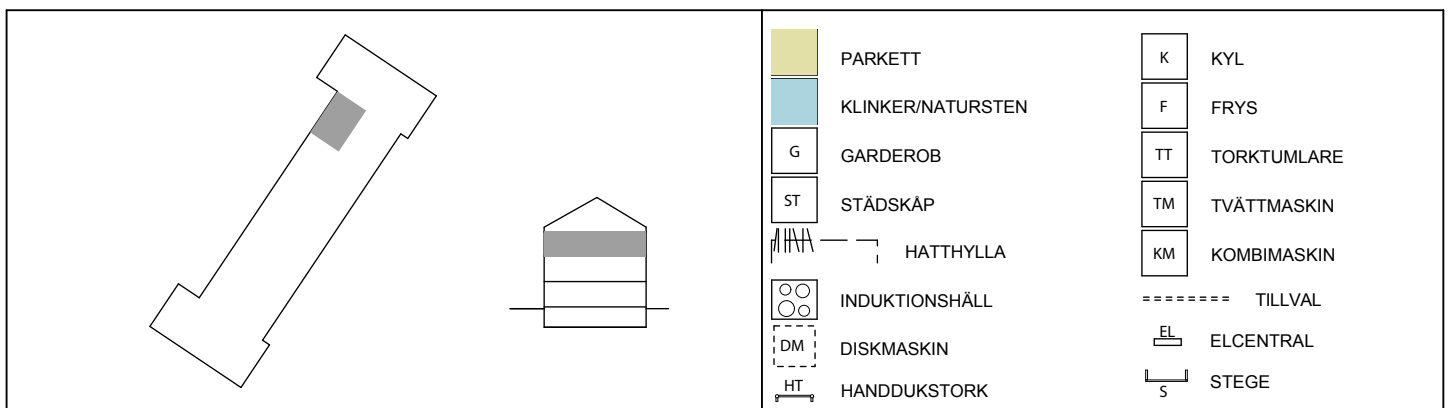 PARKETT
KLINKER/NATURSTEN
G GARDEROB
ST STÄDSKÅP
HATTHYLLA
INDUKTIONSHÄLL
DM DISKMASKIN
HT HANDDUKSTORK
K KYL
F FRYS
TT TORKTUMLARE
TM TVÄTTMASKIN
KM KOMBIMASKIN
TILLVAL
EL ELCENTRAL
S STEGE